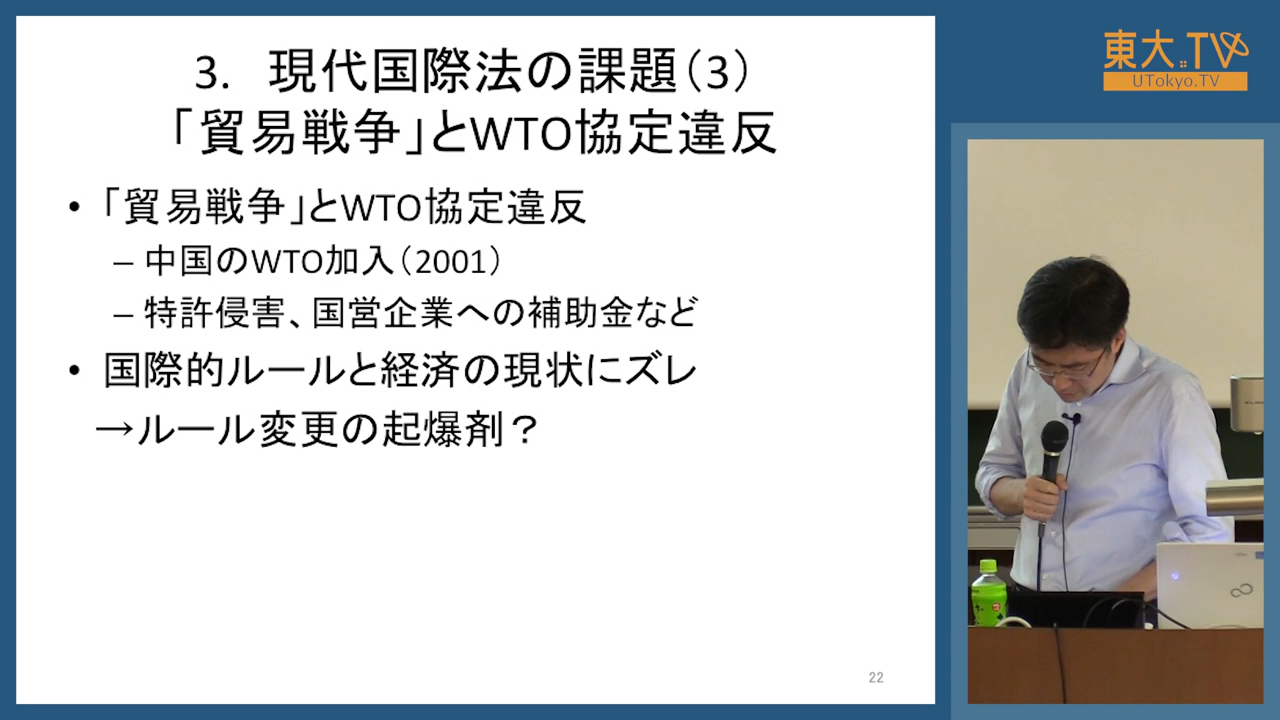 3. 現代国際法の課題(3)
「貿易戦争」とWTO協定違反
• 「貿易戦争」とWTO協定違反
– 中国のWTO加入(2001)
– 特許侵害、国営企業への補助金など
• 国際的ルールと経済の現状にズレ
→ルール変更の起爆剤?
22
東大.TV
UTokyo.TV